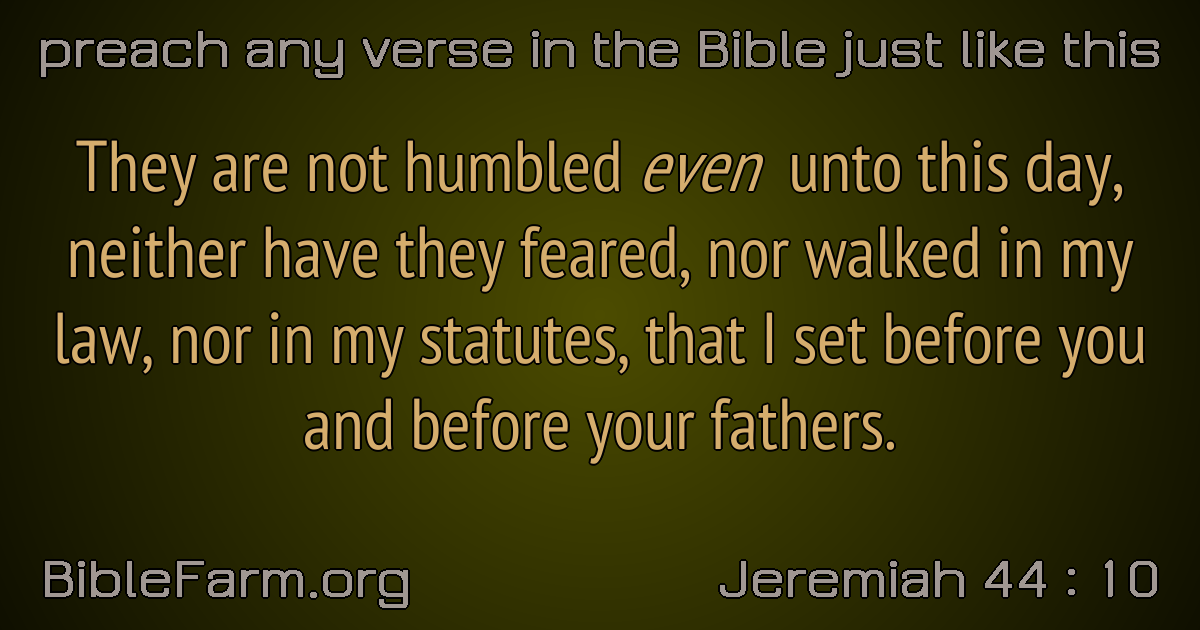 preach any verse in the Bible just like this
They are not humbled even unto this day,
neither have they feared, nor walked in my
law, nor in my statutes, that I set before you
and before your fathers.
BibleFarm.org
Jeremiah 44 : 10